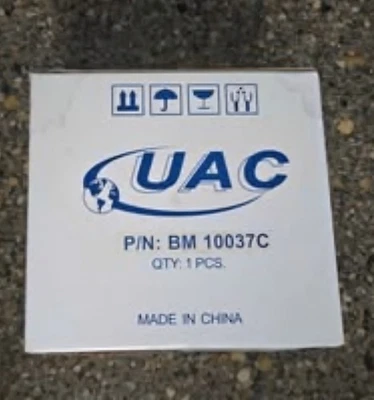 UAC
P/N: BM 10037C
QTY: 1 PCS.
MADE IN CHINA